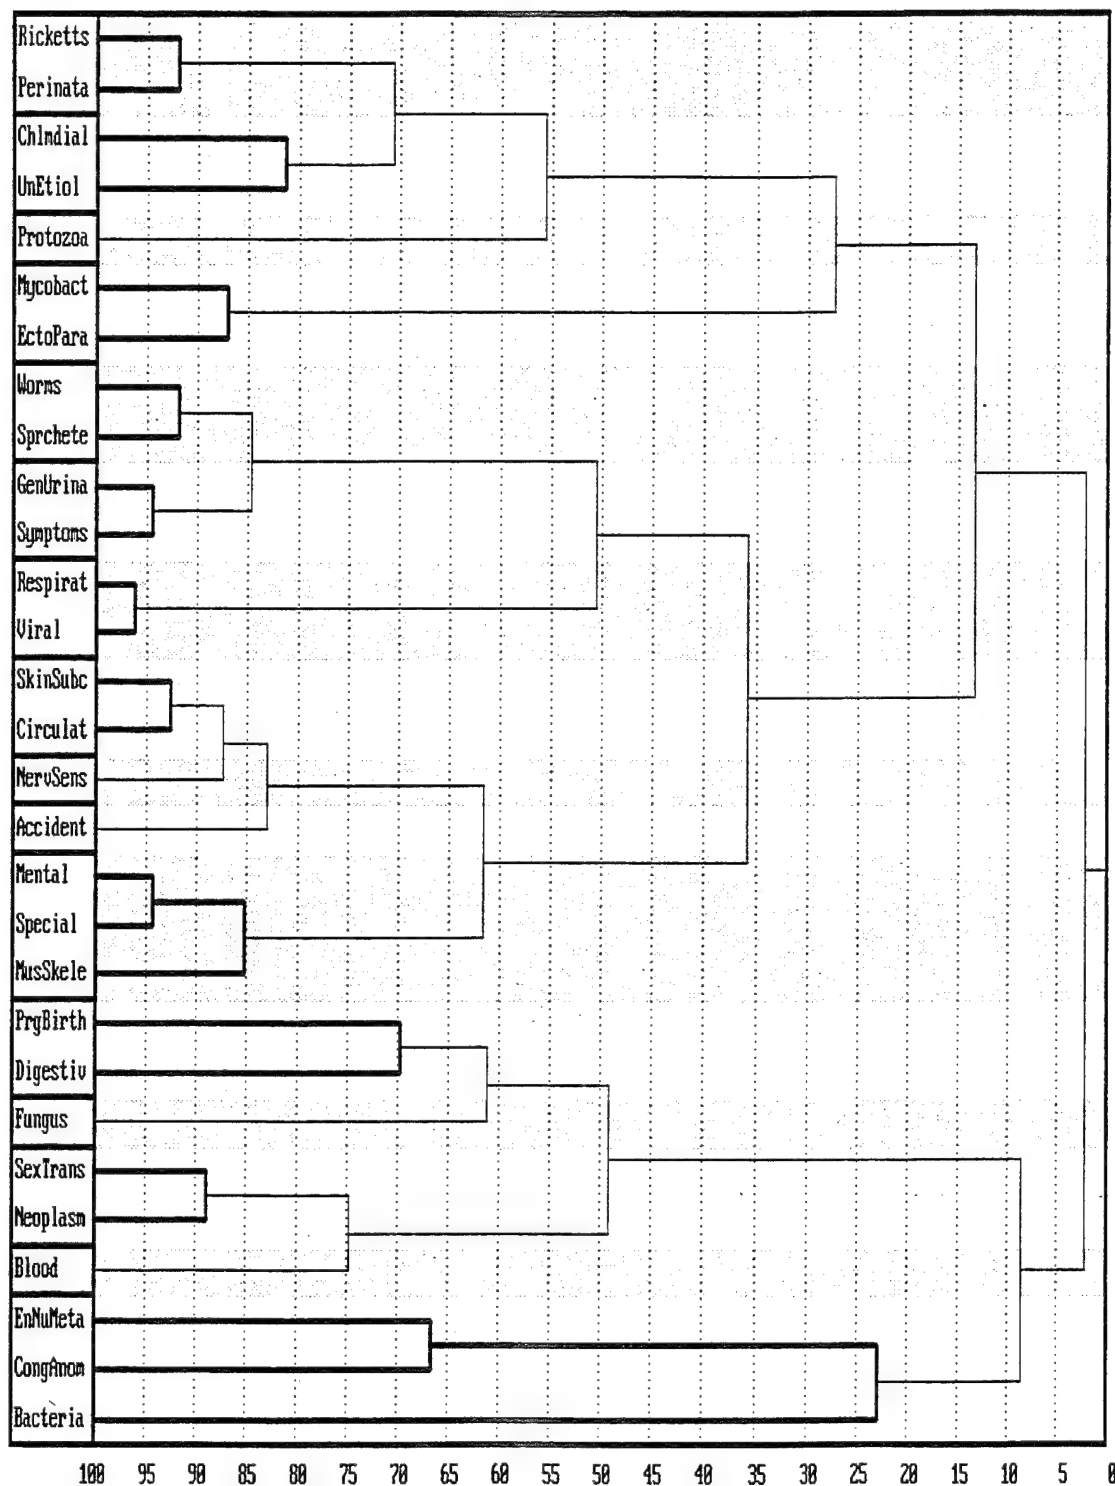 Ricketts
Perinata
Chlmdial
UnEtiol
Protozoa
Mycobact
EctoPara
Worms
Sprchete
GenUrina
Symptoms
Respirat
Viral
SkinSubc
Circulat
NervSens
Accident
Mental
Special
MusSkele
PrgBirth
Digestiv
Fungus
SexTrans
Neoplasm
Blood
EnNuMeta
CongAnom
Bacteria
100 95 90 85 80 75 70 65 60 55 50 45 40 35 30 25 20 15 10 5 0